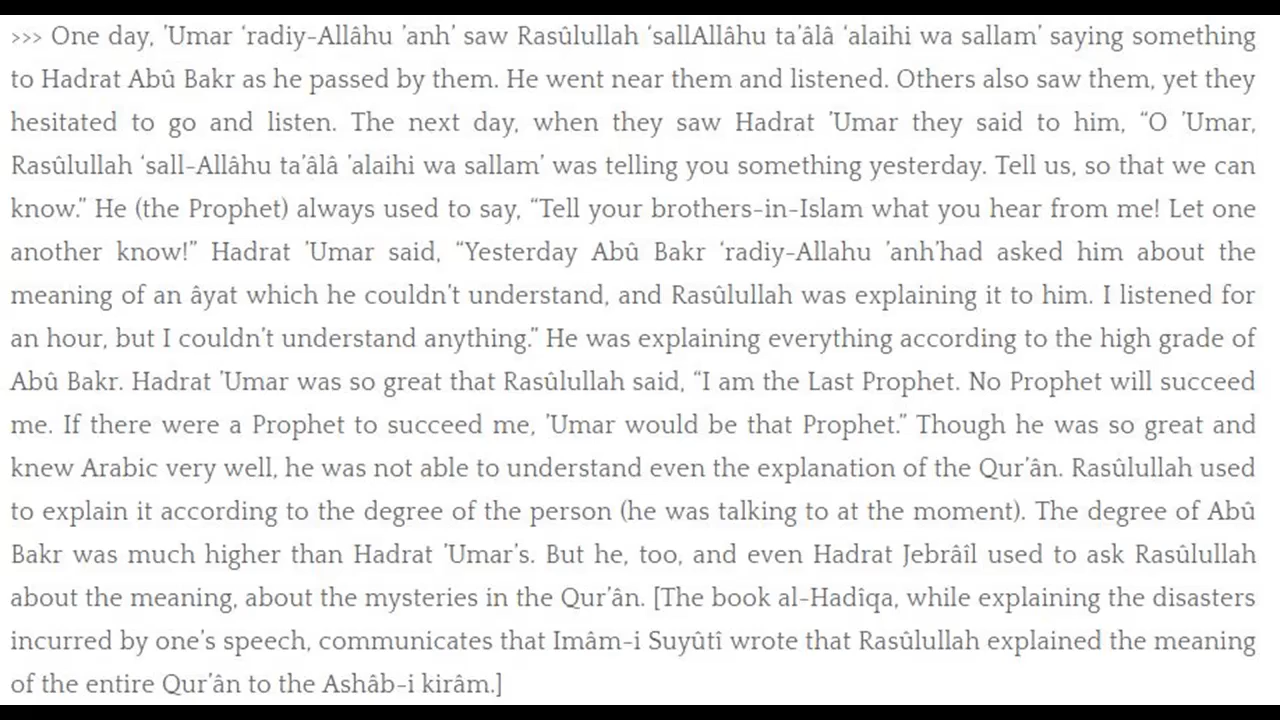 >>> One day, ’Umar ‘radiy-Allâhu ’anh’ saw Rasûlullah ‘sallAllâhu ta’âlâ ‘alaihi wa sallam’ saying something
to Hadrat Abû Bakr as he passed by them. He went near them and listened. Others also saw them, yet they
hesitated to go and listen. The next day, when they saw Hadrat ’Umar they said to him, “O ’Umar,
Rasûlullah ‘sall-Allâhu ta’âlâ ’alaihi wa sallam’ was telling you something yesterday. Tell us, so that we can
know.” He (the Prophet) always used to say, “Tell your brothers-in-Islam what you hear from me! Let one
another know!” Hadrat ’Umar said, “Yesterday Abû Bakr ‘radiy-Allahu ’anh’had asked him about the
meaning of an âyat which he couldn’t understand, and Rasûlullah was explaining it to him. I listened for
an hour, but I couldn’t understand anything.” He was explaining everything according to the high grade of
Abû Bakr. Hadrat ’Umar was so great that Rasûlullah said, “I am the Last Prophet. No Prophet will succeed
me. If there were a Prophet to succeed me, ’Umar would be that Prophet.” Though he was so great and
knew Arabic very well, he was not able to understand even the explanation of the Qur’ân. Rasûlullah used
to explain it according to the degree of the person (he was talking to at the moment). The degree of Abû
Bakr was much higher than Hadrat ’Umar’s. But he, too, and even Hadrat Jebrâîl used to ask Rasûlullah
about the meaning, about the mysteries in the Qur’ân. [The book al-Hadîqa, while explaining the disasters
incurred by one’s speech, communicates that Imâm-i Suyûtî wrote that Rasûlullah explained the meaning
of the entire Qur’ân to the Ashâb-i kirâm.]